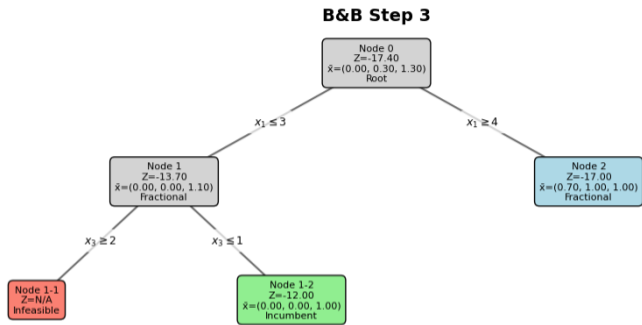 B&B Step 3
Node 0
Z=-17.40
x̄=(0.00, 0.30, 1.30)
Root
x₁ ≤ 3
x₁ ≥ 4
Node 1
Z=-13.70
x̄=(0.00, 0.00, 1.10)
Fractional
Node 2
Z=-17.00
x̄=(0.70, 1.00, 1.00)
Fractional
x₃ ≥ 2
x₃ ≤ 1
Node 1-1
Z=N/A
Infeasible
Node 1-2
Z=-12.00
x̄=(0.00, 0.00, 1.00)
Incumbent